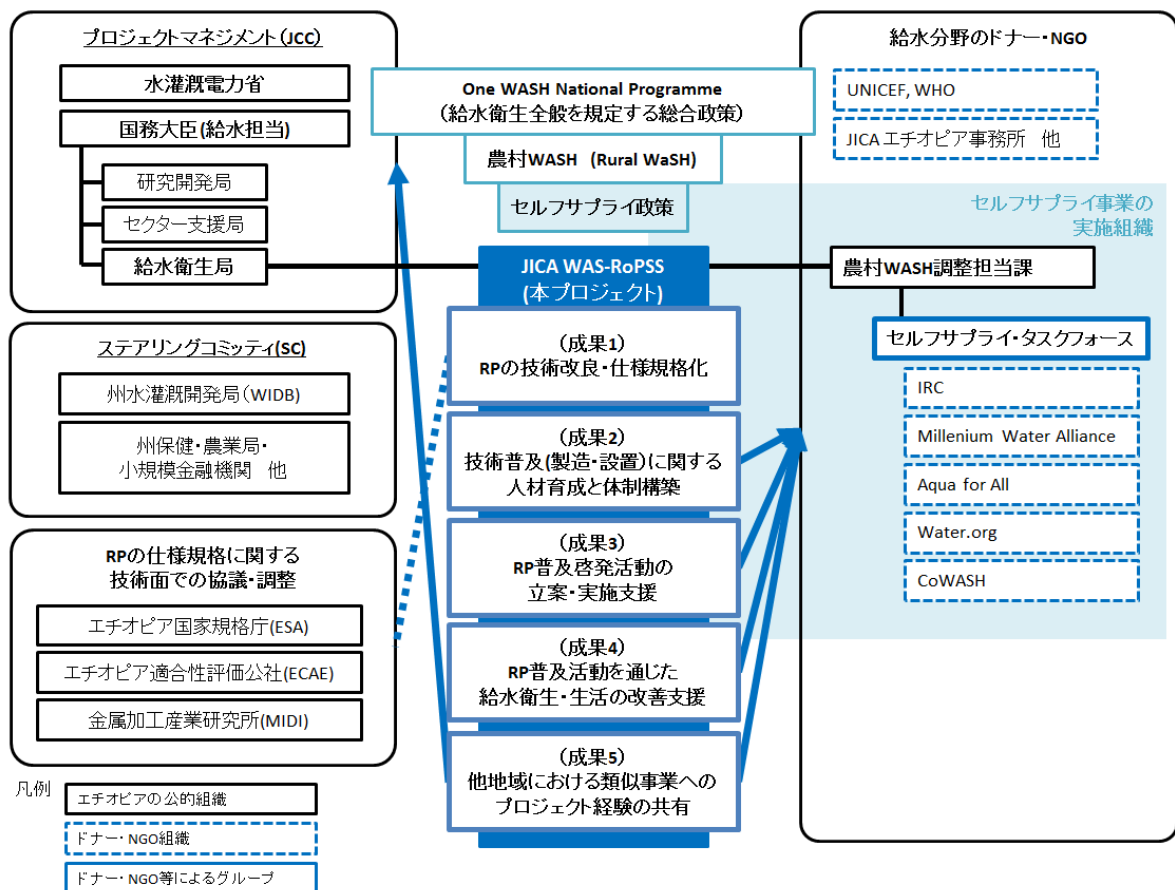 プロジェクトマネジメント(JCC)
水灌漑電力省
国務大臣(給水担当)
研究開発局
セクター支援局
給水衛生局
ステアリングコミッティ(SC)
州水灌漑開発局(WIDB)
州保健・農業局・
小規模金融機関 他
RPの仕様規格に関する
技術面での協議・調整
エチオピア国家規格庁(ESA)
エチオピア適合性評価公社(ECAE)
金属加工産業研究所(MIDI)
凡例
エチオピアの公的組織
ドナー・NGO組織
ドナー・NGO等によるグループ
One WASH National Programme
(給水衛生全般を規定する総合政策)
農村WASH (Rural WaSH)
セルフサプライ政策
JICA WAS-RoPSS
(本プロジェクト)
(成果1)
RPの技術改良・仕様規格化
(成果2)
技術普及(製造・設置)に関する
人材育成と体制構築
(成果3)
RP普及啓発活動の
立案・実施支援
(成果4)
RP普及活動を通じた
給水衛生・生活の改善支援
(成果5)
他地域における類似事業への
プロジェクト経験の共有
給水分野のドナー・NGO
UNICEF, WHO
JICA エチオピア事務所 他
セルフサプライ事業の
実施組織
農村WASH調整担当課
セルフサプライ・タスクフォース
IRC
Millenium Water Alliance
Aqua for All
Water.org
CoWASH